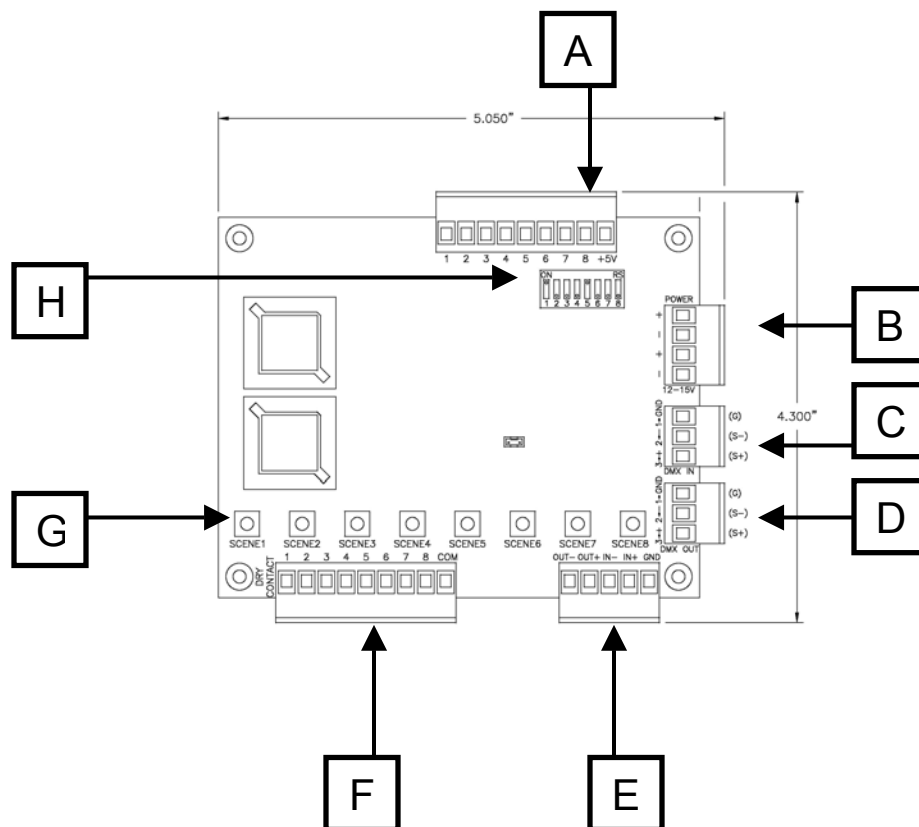 A
5.050"
1 2 3 4 5 6 7 8 +5V
H
ON RS
1 2 3 4 5 6 7 8
POWER
+
-
+
-
12-15V
B
4.300"
1•GND (G)
2•- (S-)
3•+ (S+)
DMX IN
C
1•GND (G)
2•- (S-)
3•+ (S+)
DMX OUT
D
G
SCENE1 SCENE2 SCENE3 SCENE4 SCENE5 SCENE6 SCENE7 SCENE8
DRY
CONTACT
1 2 3 4 5 6 7 8 COM
OUT- OUT+ IN- IN+ GND
F
E